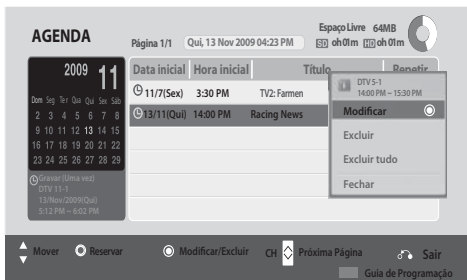 AGENDA
Página 1/1
Qui, 13 Nov 2009 04:23 PM
Espaço Livre 64MB
SD oh01m HD oh01m
2009 11
Dom Seg Ter Qua Qui Sex Sáb
2 3 4 5 6 7 8
9 10 11 12 13 14 15
16 17 18 19 20 21 22
23 24 25 26 27 28 29
Gravar (Uma vez)
DTV 11-1
13/Nov/2009(Qui)
5:12 PM ~ 6:02 PM
Data inicial Hora inicial Título Repetir
11/7(Sex) 3:30 PM TV2: Farmen
13/11(Qui) 14:00 PM Racing News
DTV 5-1
14:00 PM ~ 15:30 PM
Modificar
Excluir
Excluir tudo
Fechar
Mover Reservar Modificar/Excluir CH Próxima Página Sair
Guia de Programação